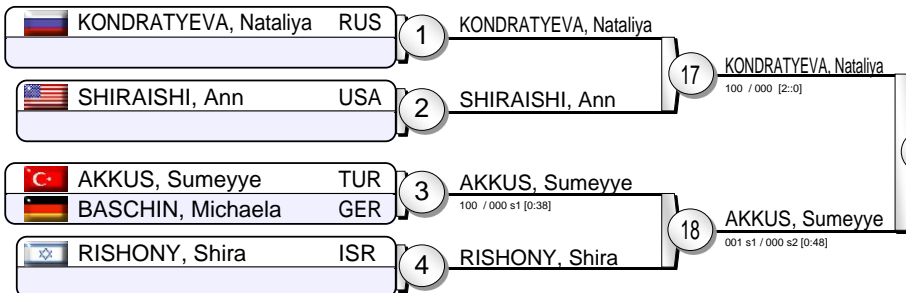 KONDRATYEVA, Nataliya RUS
1
KONDRATYEVA, Nataliya
17
KONDRATYEVA, Nataliya
100 / 000 [2::0]
SHIRAISHI, Ann USA
2
SHIRAISHI, Ann
AKKUS, Sumeyye TUR
BASCHIN, Michaela GER
3
AKKUS, Sumeyye
100 / 000 s1 [0:38]
18
AKKUS, Sumeyye
001 s1 / 000 s2 [0:48]
RISHONY, Shira ISR
4
RISHONY, Shira